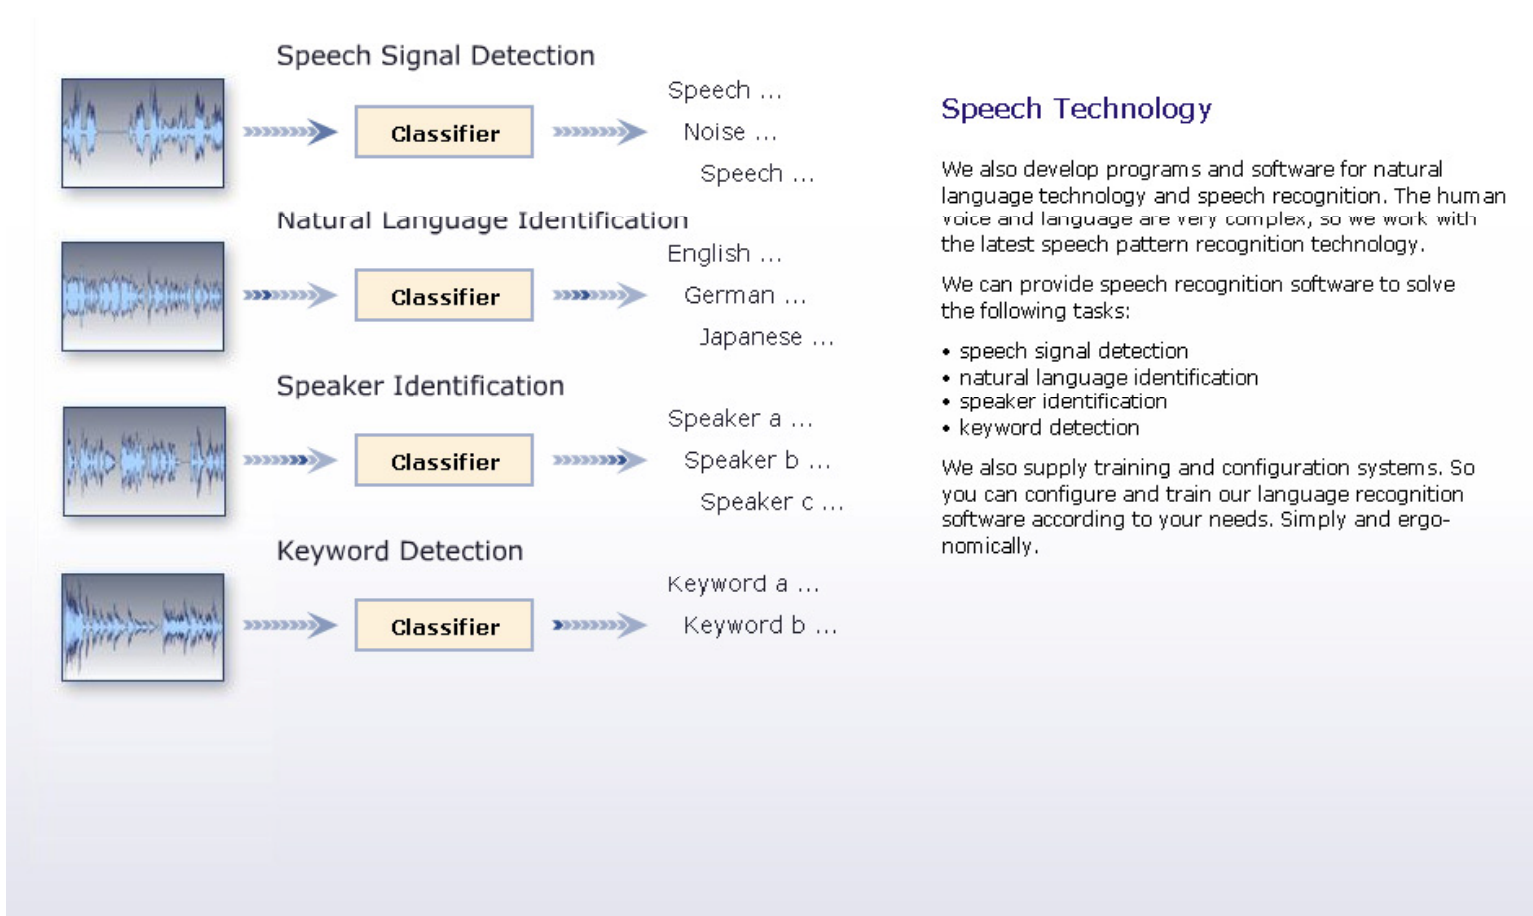 Speech Signal Detection
Classifier
Speech ...
Noise ...
Speech ...
Natural Language Identification
Classifier
English ...
German ...
Japanese ...
Speaker Identification
Classifier
Speaker a ...
Speaker b ...
Speaker c ...
Keyword Detection
Classifier
Keyword a ...
Keyword b ...
Speech Technology
We also develop programs and software for natural
language technology and speech recognition. The human
voice and language are very complex, so we work with
the latest speech pattern recognition technology.
We can provide speech recognition software to solve
the following tasks:
• speech signal detection
• natural language identification
• speaker identification
• keyword detection
We also supply training and configuration systems. So
you can configure and train our language recognition
software according to your needs. Simply and ergo-
nomically.